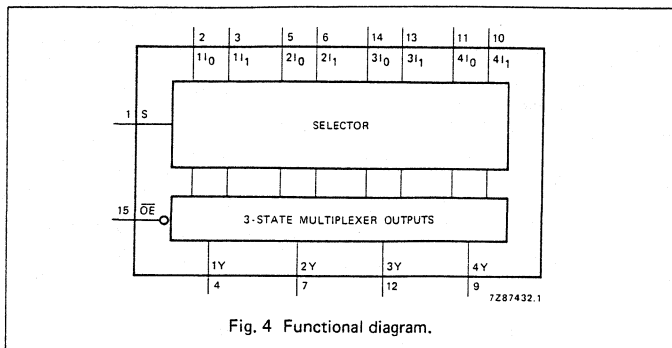 2 3 5 6 14 13 11 10
1I0 1I1 2I0 2I1 3I0 3I1 4I0 4I1
1 S
SELECTOR
15 OE
3-STATE MULTIPLEXER OUTPUTS
1Y 2Y 3Y 4Y
4 7 12 9
7Z87432.1
Fig. 4 Functional diagram.